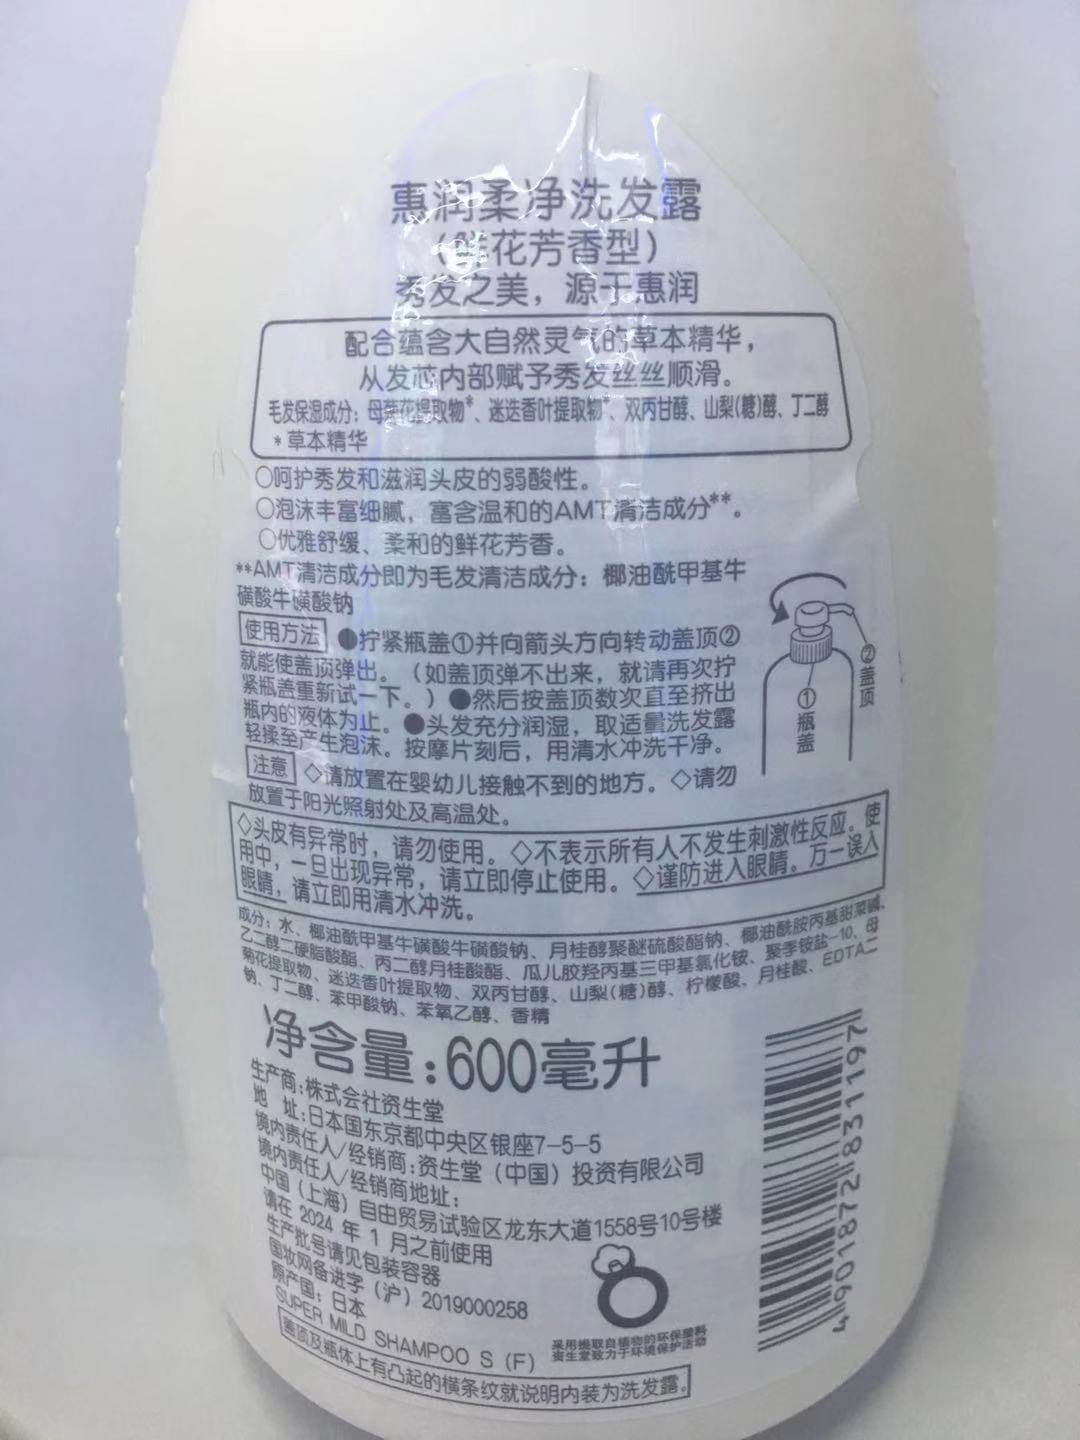 惠润柔净洗发露
（鲜花芳香型）
秀发之美，源于惠润
配合蕴含大自然灵气的草本精华，
从发芯内部赋予秀发丝丝顺滑。
毛发保湿成分：母菊花提取物*、迷迭香叶提取物*、双丙甘醇、山梨(糖)醇、丁二醇
*草本精华
○呵护秀发和滋润头皮的弱酸性。
○泡沫丰富细腻，富含温和的AMT清洁成分**。
○优雅舒缓、柔和的鲜花芳香。
**AMT清洁成分即为毛发清洁成分：椰油酰甲基牛
磺酸牛磺酸钠
使用方法 ●拧紧瓶盖①并向箭头方向转动盖顶②
就能使盖顶弹出。（如盖顶弹不出来，就请再次拧
紧瓶盖重新试一下。）●然后按盖顶数次直至挤出
瓶内的液体为止。●头发充分润湿，取适量洗发露
轻揉至产生泡沫。按摩片刻后，用清水冲洗干净。
②盖顶
①瓶盖
注意 ◇请放置在婴幼儿接触不到的地方。◇请勿
放置于阳光照射处及高温处。
◇头皮有异常时，请勿使用。◇不表示所有人不发生刺激性反应。使
用中，一旦出现异常，请立即停止使用。◇谨防进入眼睛。万一误入
眼睛，请立即用清水冲洗。
成分：水、椰油酰甲基牛磺酸牛磺酸钠、月桂醇聚醚硫酸酯钠、椰油酰胺丙基甜菜碱、
乙二醇二硬脂酸酯、丙二醇月桂酸酯、瓜儿胶羟丙基三甲基氯化铵、聚季铵盐-10、母
菊花提取物、迷迭香叶提取物、双丙甘醇、山梨(糖)醇、柠檬酸、月桂酸、EDTA二
钠、丁二醇、苯甲酸钠、苯氧乙醇、香精
净含量:600毫升
生产商:株式会社资生堂
地 址:日本国东京都中央区银座7-5-5
境内责任人/经销商:资生堂（中国）投资有限公司
境内责任人/经销商地址:
中国（上海）自由贸易试验区龙东大道1558号10号楼
请在 2024 年 1 月之前使用
生产批号请见包装容器
国妆网备进字（沪）2019000258
原产国：日本
SUPER MILD SHAMPOO S (F)
盖顶及瓶体上有凸起的横条纹就说明内装为洗发露。
采用提取自植物的环保塑料
资生堂致力于环境保护活动
4901872831197